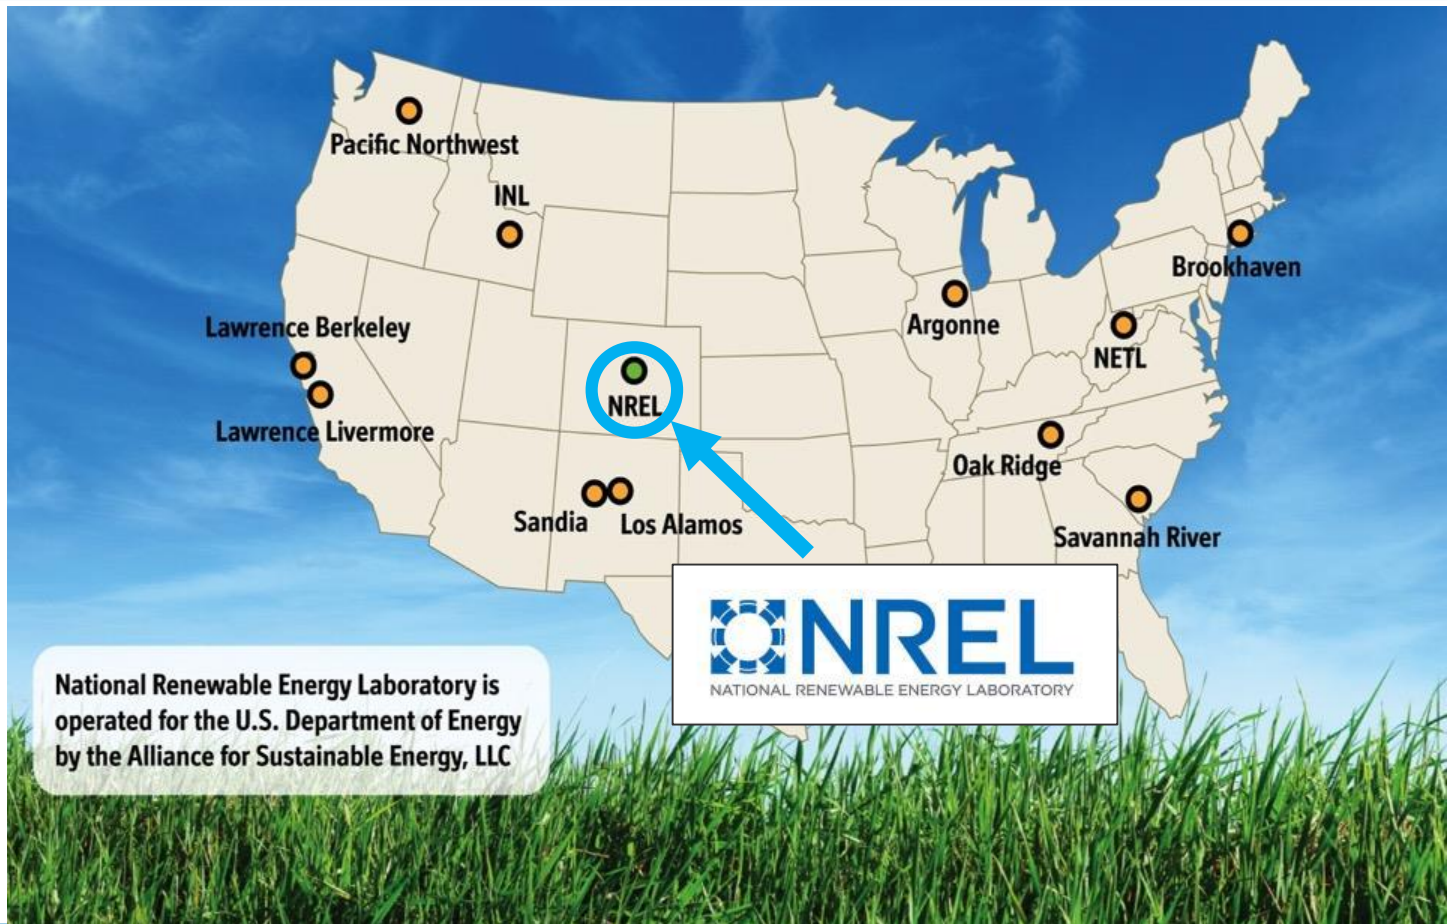 Pacific Northwest
INL
Brookhaven
Lawrence Berkeley
Argonne
NETL
NREL
Lawrence Livermore
Oak Ridge
Sandia
Los Alamos
Savannah River
NREL
NATIONAL RENEWABLE ENERGY LABORATORY
National Renewable Energy Laboratory is
operated for the U.S. Department of Energy
by the Alliance for Sustainable Energy, LLC